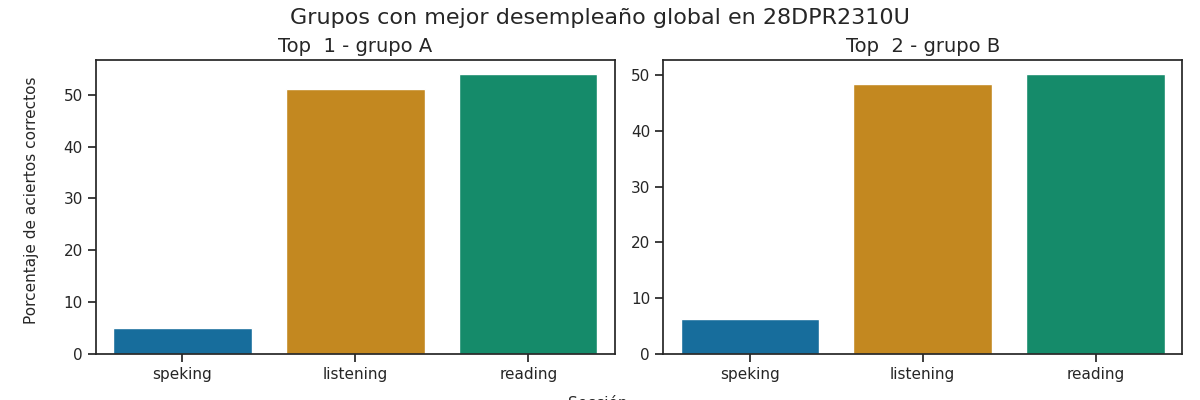 Grupos con mejor desempleaño global en 28DPR2310U
Top 1 - grupo A
Porcentaje de aciertos correctos
50
40
30
20
10
0
speking listening reading
Top 2 - grupo B
50
40
30
20
10
0
speking listening reading
Sección